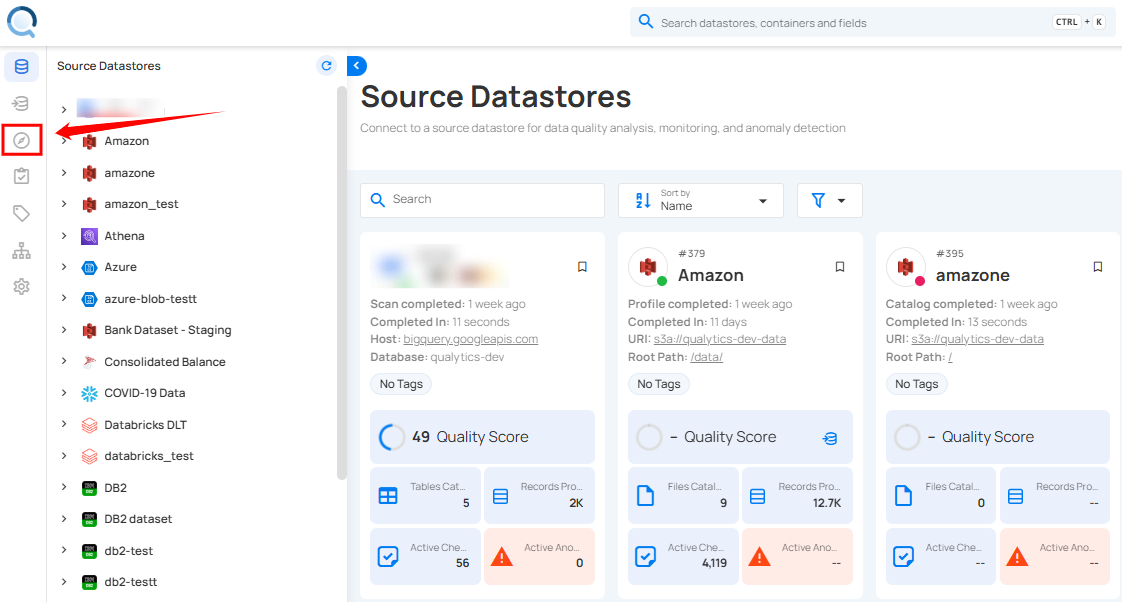 Search datastores, containers and fields
CTRL + K
Source Datastores
Amazon
amazone
amazon_test
Athena
Azure
azure-blob-testt
Bank Dataset - Staging
Consolidated Balance
COVID-19 Data
Databricks DLT
databricks_test
DB2
DB2 dataset
db2-test
db2-testt
Source Datastores
Connect to a source datastore for data quality analysis, monitoring, and anomaly detection
Search
Sort by
Name
Scan completed: 1 week ago
Completed In: 11 seconds
Host: bigquery.googleapis.com
Database: qualytics-dev
No Tags
49 Quality Score
Tables Cat...
5
Records Pro...
2K
Active Che...
56
Active Ano...
0
#379
Amazon
Profile completed: 1 week ago
Completed In: 11 days
URI: s3a://qualytics-dev-data
Root Path: /data/
No Tags
– Quality Score
Files Catal...
9
Records Pro...
12.7K
Active Che...
4,119
Active Ano...
--
#395
amazone
Catalog completed: 1 week ago
Completed In: 13 seconds
URI: s3a://qualytics-dev-data
Root Path: /
No Tags
– Quality Score
Files Catal...
0
Records Pro...
--
Active Che...
--
Active Ano...
--